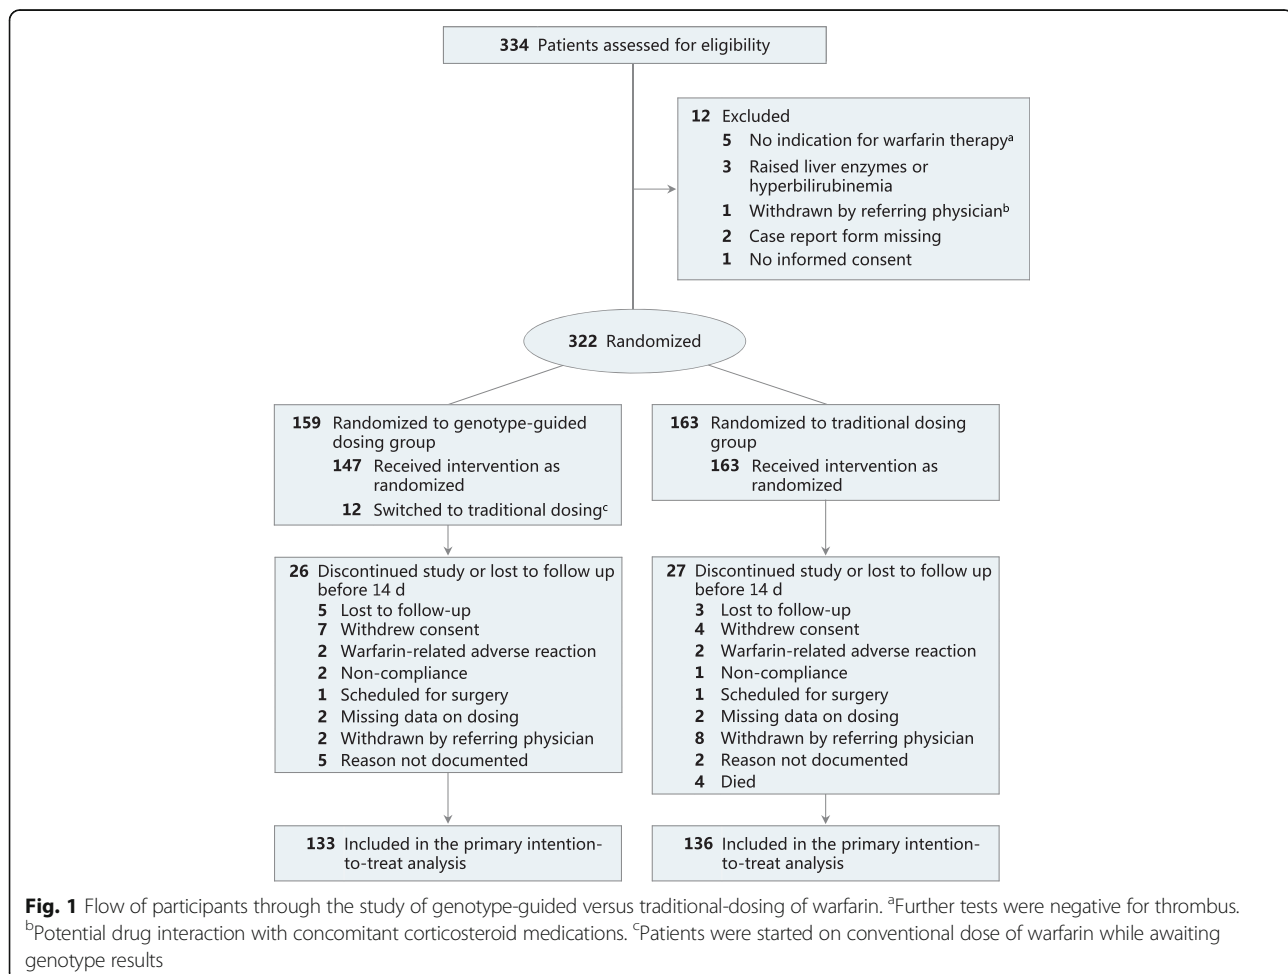 334 Patients assessed for eligibility
12 Excluded
5 No indication for warfarin therapyᵃ
3 Raised liver enzymes or
hyperbilirubinemia
1 Withdrawn by referring physicianᵇ
2 Case report form missing
1 No informed consent
322 Randomized
159 Randomized to genotype-guided
dosing group
147 Received intervention as
randomized
12 Switched to traditional dosingᶜ
163 Randomized to traditional dosing
group
163 Received intervention as
randomized
26 Discontinued study or lost to follow up
before 14 d
5 Lost to follow-up
7 Withdrew consent
2 Warfarin-related adverse reaction
2 Non-compliance
1 Scheduled for surgery
2 Missing data on dosing
2 Withdrawn by referring physician
5 Reason not documented
27 Discontinued study or lost to follow up
before 14 d
3 Lost to follow-up
4 Withdrew consent
2 Warfarin-related adverse reaction
1 Non-compliance
1 Scheduled for surgery
2 Missing data on dosing
8 Withdrawn by referring physician
2 Reason not documented
4 Died
133 Included in the primary intention-
to-treat analysis
136 Included in the primary intention-
to-treat analysis
Fig. 1 Flow of participants through the study of genotype-guided versus traditional-dosing of warfarin. ᵃFurther tests were negative for thrombus.
ᵇPotential drug interaction with concomitant corticosteroid medications. ᶜPatients were started on conventional dose of warfarin while awaiting
genotype results